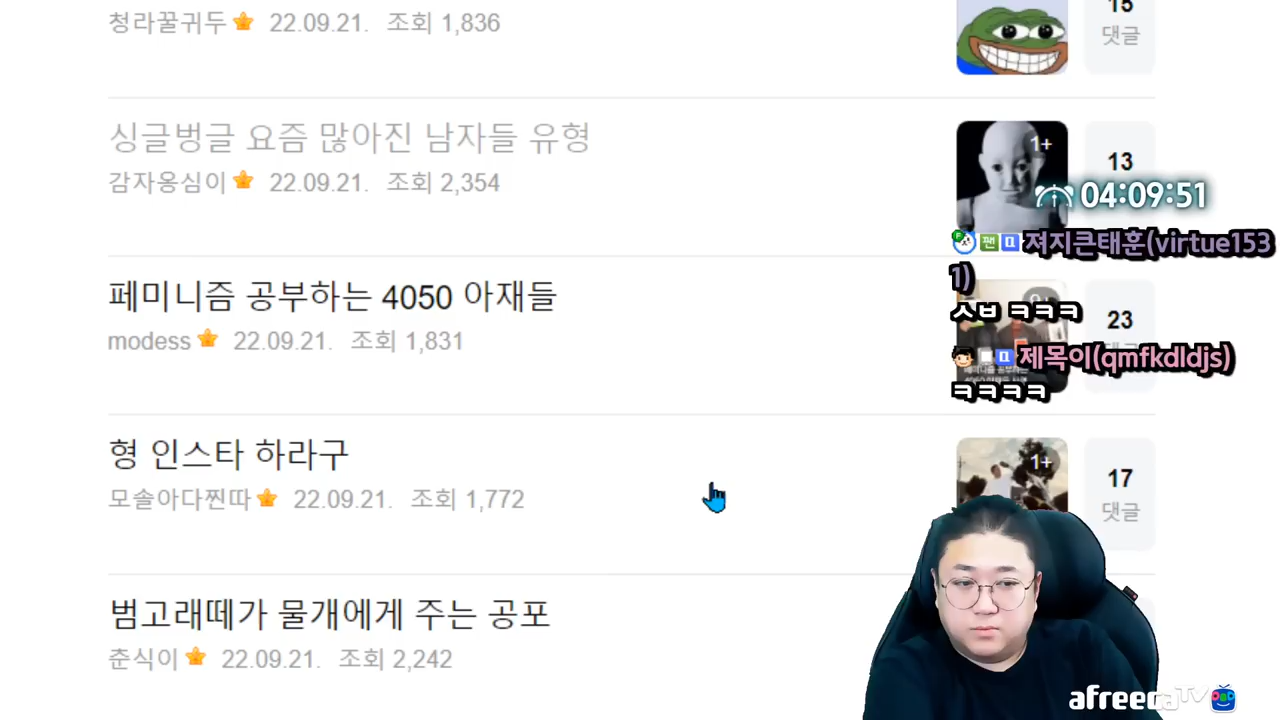 청라꿀귀두 22.09.21. 조회 1,836
15
댓글
싱글벙글 요즘 많아진 남자들 유형
감자옹심이 22.09.21. 조회 2,354
1+
13
04:09:51
팬 져지큰태훈(virtue153
1)
ㅅㅂ ㅋㅋㅋ
페미니즘 공부하는 4050 아재들
modess 22.09.21. 조회 1,831
23
제목이(qmfkdldjs)
ㅋㅋㅋㅋ
형 인스타 하라구
모솔아다찐따 22.09.21. 조회 1,772
1+
17
댓글
범고래떼가 물개에게 주는 공포
춘식이 22.09.21. 조회 2,242
afreecaTV